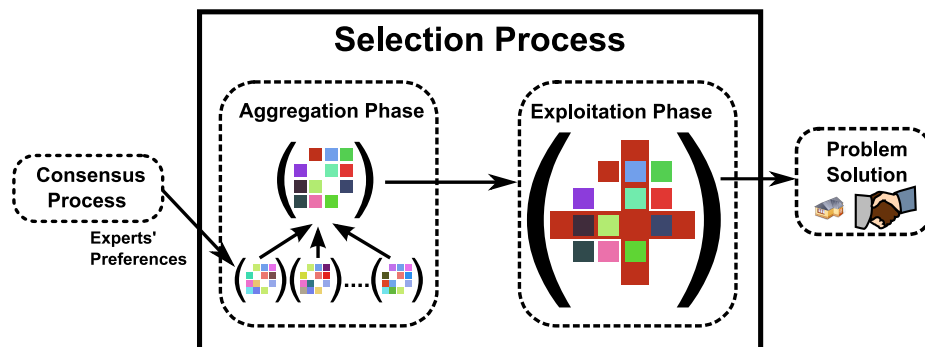 Selection Process
Aggregation Phase
Exploitation Phase
Consensus
Process
Experts'
Preferences
.....
Problem
Solution